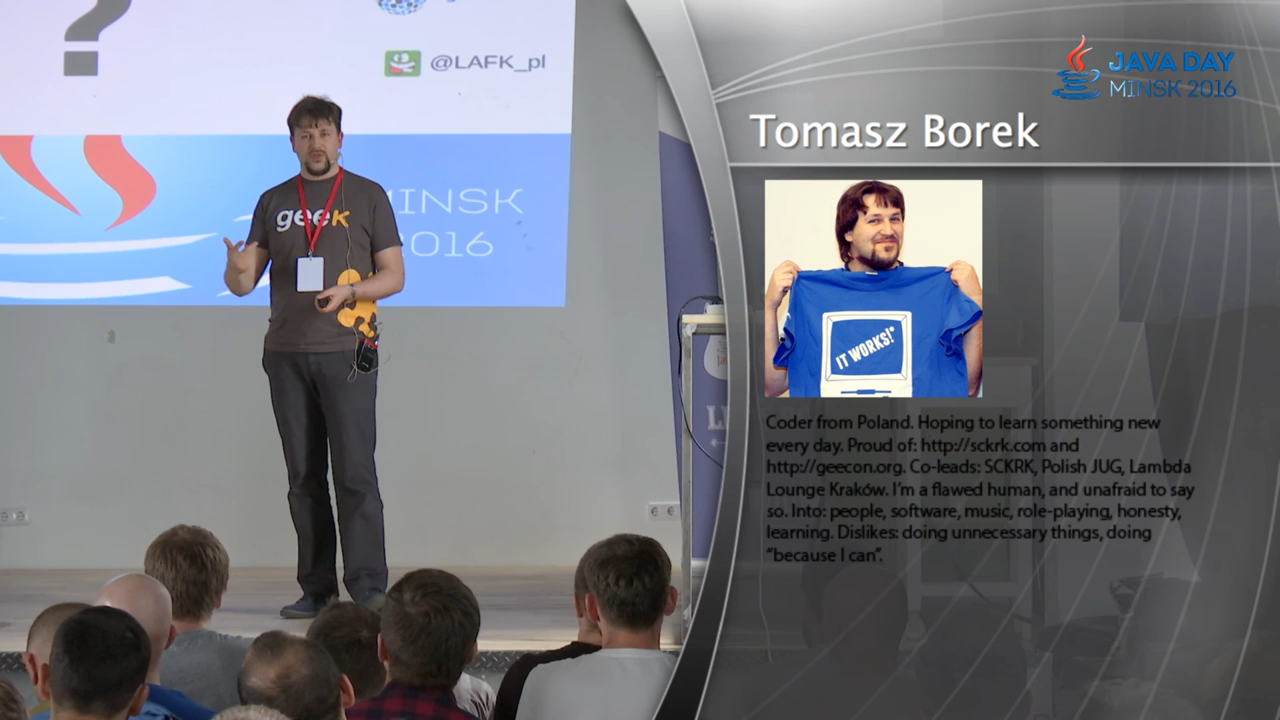 ?
@LAFK_pl
MINSK
2016
geek
JAVA DAY
MINSK 2016
Tomasz Borek
IT WORKS!*
Coder from Poland. Hoping to learn something new
every day. Proud of: http://sckrk.com and
http://geecon.org. Co-leads: SCKRK, Polish JUG, Lambda
Lounge Kraków. I'm a flawed human, and unafraid to say
so. Into: people, software, music, role-playing, honesty,
learning. Dislikes: doing unnecessary things, doing
"because I can".